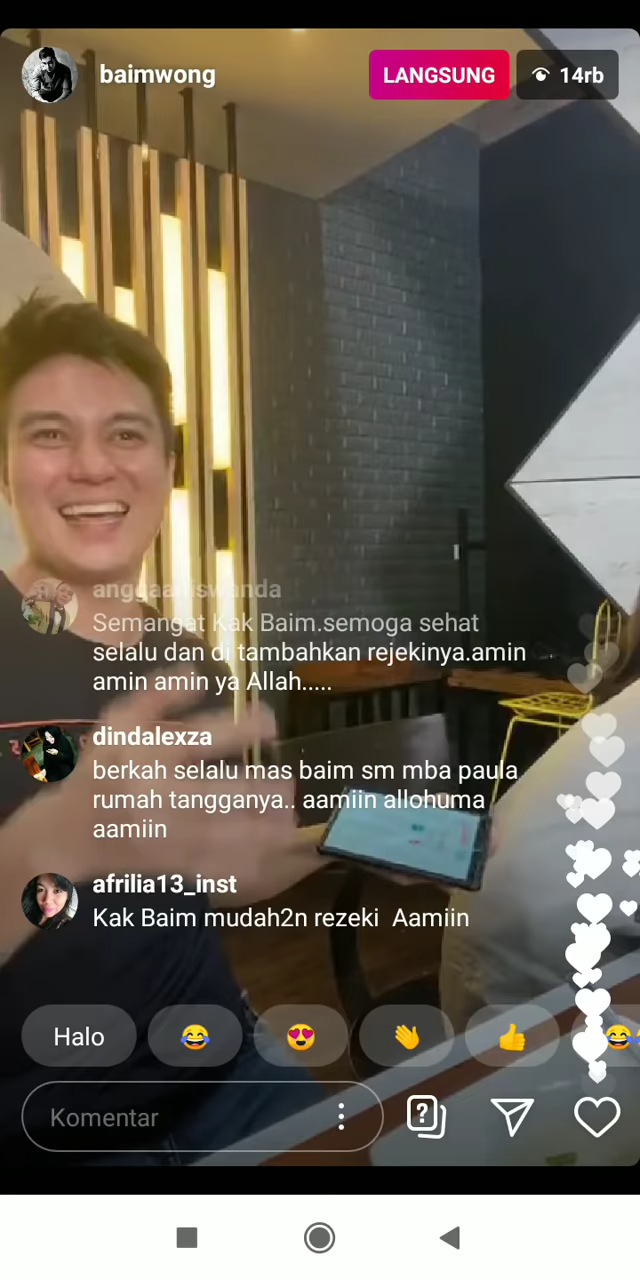 baimwong
LANGSUNG
14rb
Semangat Kak Baim.semoga sehat
selalu dan di tambahkan rejekinya.amin
amin amin ya Allah.....
dindalexza
berkah selalu mas baim sm mba paula
rumah tangganya.. aamiin allohuma
aamiin
afrilia13_inst
Kak Baim mudah2n rezeki Aamiin
Halo
Komentar